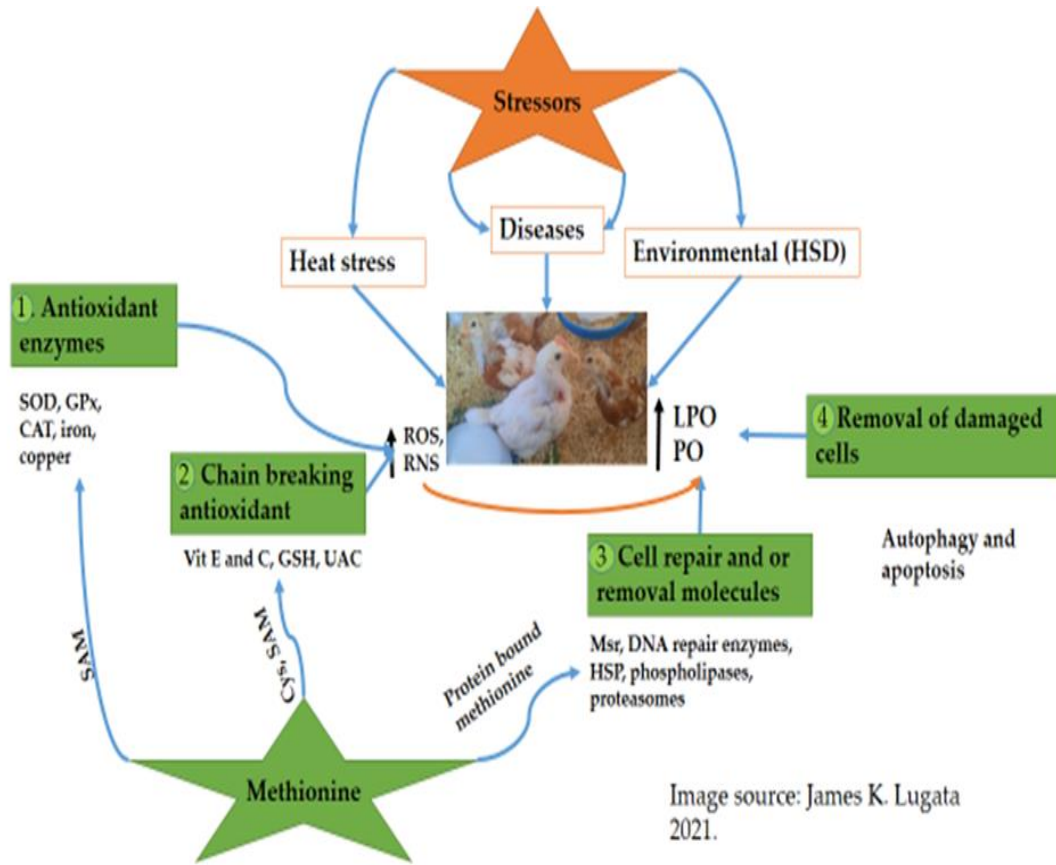 Stressors
Heat stress
Diseases
Environmental (HSD)
1. Antioxidant
enzymes
SOD, GPx,
CAT, iron,
copper
2 Chain breaking
antioxidant
Vit E and C, GSH, UAC
ROS,
RNS
LPO
PO
4 Removal of damaged
cells
Autophagy and
apoptosis
3 Cell repair and or
removal molecules
Msr, DNA repair enzymes,
HSP, phospholipases,
proteasomes
SAM
Cys, SAM
Protein bound
methionine
Methionine
Image source: James K. Lugata
2021.